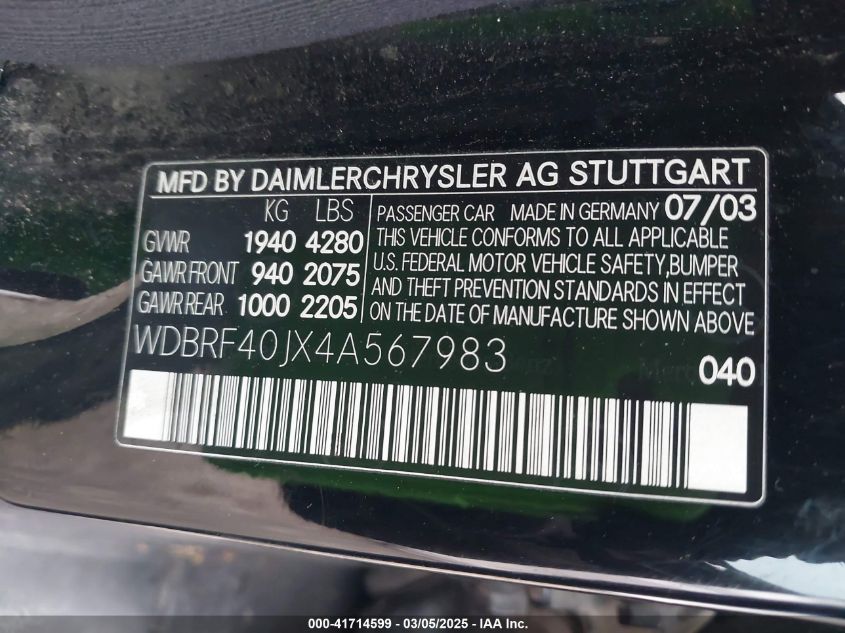 MFD BY DAIMLERCHRYSLER AG STUTTGART
KG LBS
GVWR 1940 4280
GAWR FRONT 940 2075
GAWR REAR 1000 2205
PASSENGER CAR MADE IN GERMANY 07/03
THIS VEHICLE CONFORMS TO ALL APPLICABLE
U.S. FEDERAL MOTOR VEHICLE SAFETY,BUMPER
AND THEFT PREVENTION STANDARDS IN EFFECT
ON THE DATE OF MANUFACTURE SHOWN ABOVE
WDBRF40JX4A567983
040
000-41714599 - 03/05/2025 - IAA Inc.